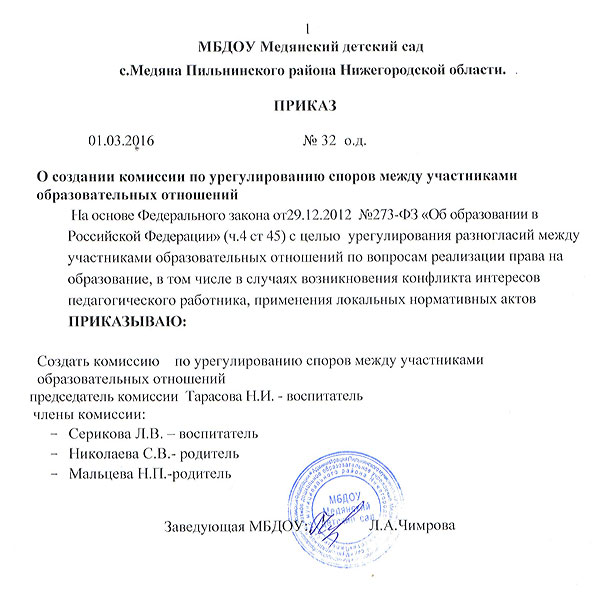 1
МБДОУ Медянский детский сад
с.Медяна Пильнинского района Нижегородской области.
ПРИКАЗ
01.03.2016 № 32 о.д.
О создании комиссии по урегулированию споров между участниками
образовательных отношений
На основе Федерального закона от29.12.2012 №273-ФЗ «Об образовании в
Российской Федерации» (ч.4 ст 45) с целью урегулирования разногласий между
участниками образовательных отношений по вопросам реализации права на
образование, в том числе в случаях возникновения конфликта интересов
педагогического работника, применения локальных нормативных актов
ПРИКАЗЫВАЮ:
Создать комиссию по урегулированию споров между участниками
образовательных отношений
председатель комиссии Тарасова Н.И. - воспитатель
члены комиссии:
- Серикова Л.В. – воспитатель
- Николаева С.В.- родитель
- Мальцева Н.П.-родитель
МБДОУ
Медянский
детский сад
Заведующая МБДОУ: Л.А.Чимрова